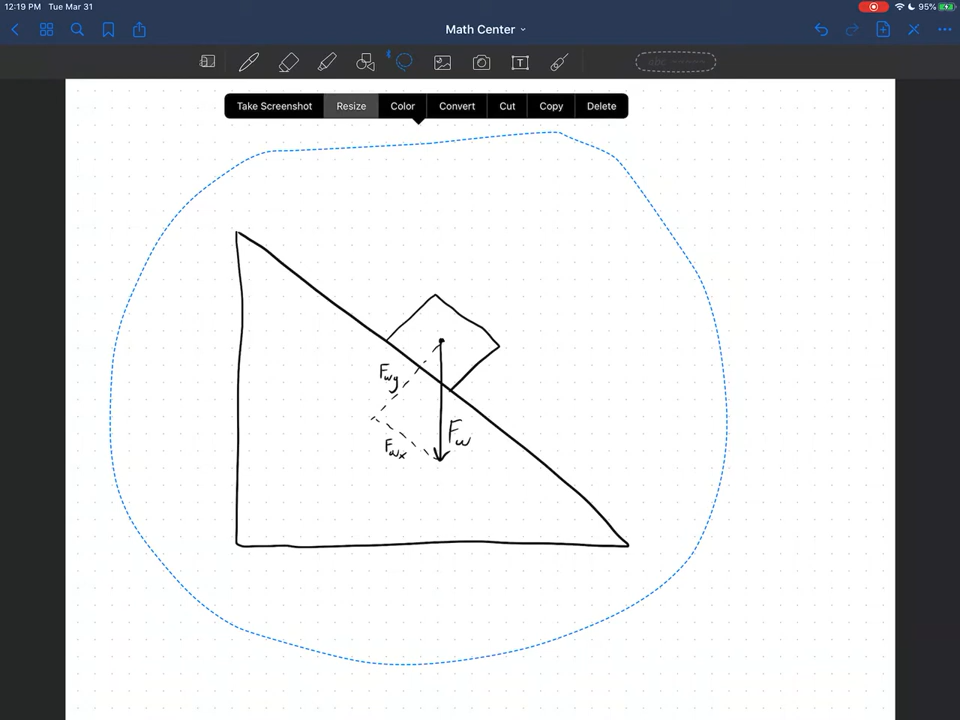 12:19 PM Tue Mar 31
95%
Math Center
T
Take Screenshot Resize Color Convert Cut Copy Delete
Fwy
Fw
Fwx